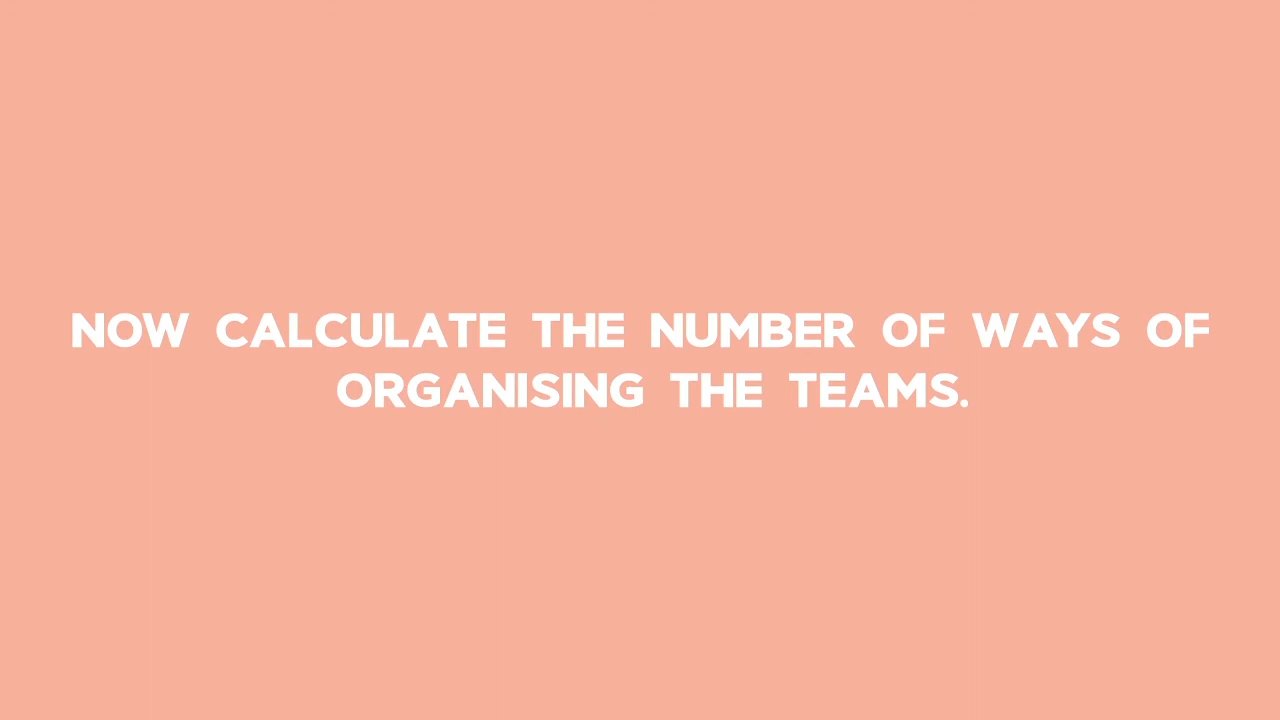 NOW CALCULATE THE NUMBER OF WAYS OF
ORGANISING THE TEAMS.